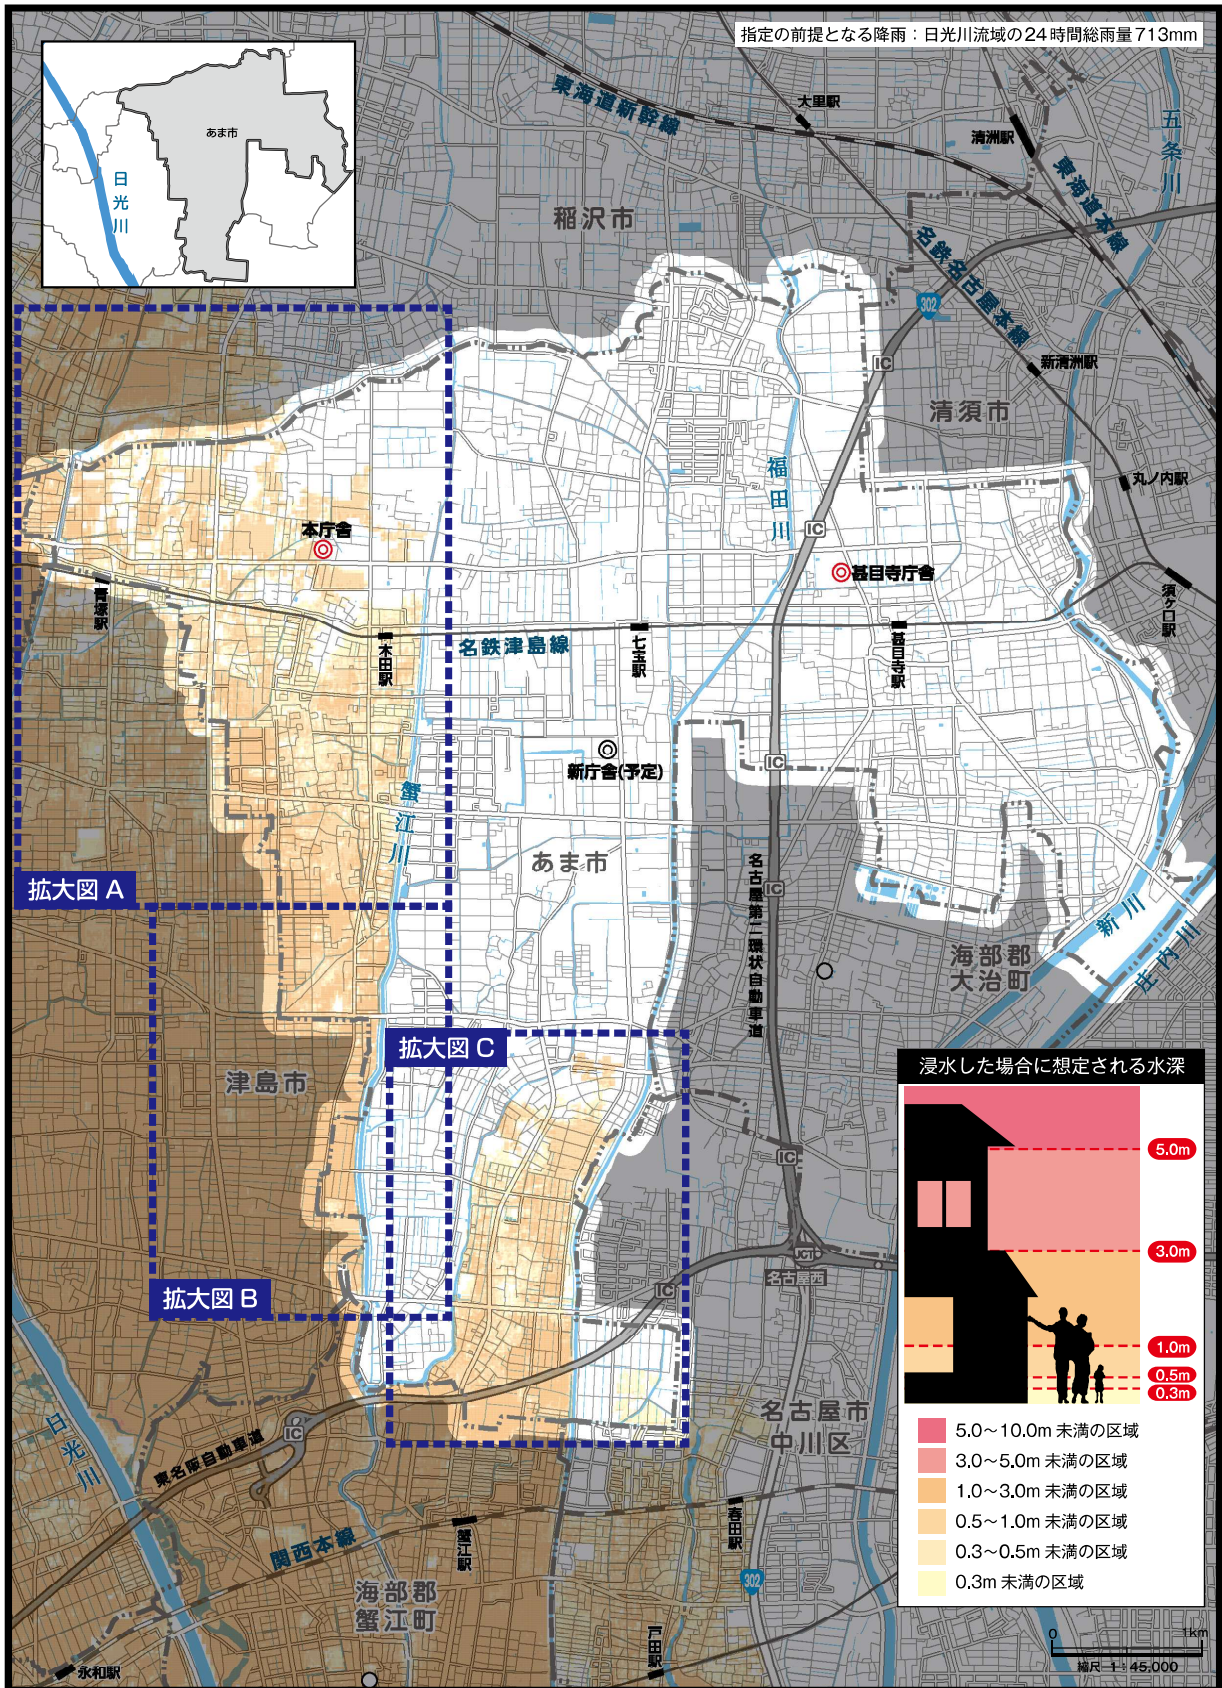 指定の前提となる降雨：日光川流域の24時間総雨量713mm
あま市
日光川
東海道新幹線
大里駅
清洲駅
五条川
東海道本線
稲沢市
名鉄名古屋本線
302
IC
新清洲駅
清須市
福田川
丸ノ内駅
本庁舎
IC
甚目寺庁舎
須ヶ口駅
青塚駅
木田駅
名鉄津島線
七宝駅
甚目寺駅
新庁舎(予定)
IC
蟹江川
あま市
名古屋第二環状自動車道
IC
拡大図 A
新川
庄内川
海部郡
大治町
拡大図 C
津島市
IC
JCT
名古屋西
拡大図 B
IC
日光川
IC
東名阪自動車道
名古屋市
中川区
関西本線
蟹江駅
春田駅
302
海部郡
蟹江町
戸田駅
永和駅
浸水した場合に想定される水深
5.0m
3.0m
1.0m
0.5m
0.3m
5.0～10.0m 未満の区域
3.0～5.0m 未満の区域
1.0～3.0m 未満の区域
0.5～1.0m 未満の区域
0.3～0.5m 未満の区域
0.3m 未満の区域
0 1km
縮尺 1：45,000